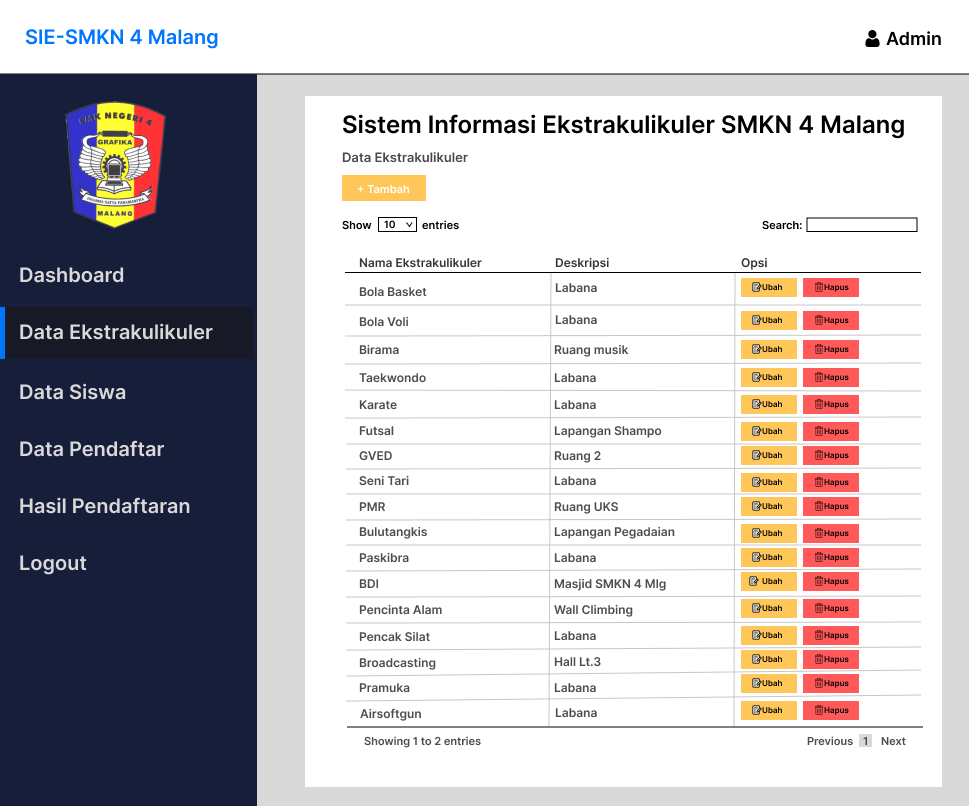 SIE-SMKN 4 Malang
Admin
SMK NEGERI 4
GRAFIKA
MALANG
Dashboard
Data Ekstrakulikuler
Data Siswa
Data Pendaftar
Hasil Pendaftaran
Logout
Sistem Informasi Ekstrakulikuler SMKN 4 Malang
Data Ekstrakulikuler
+ Tambah
Show 10 entries Search:
Nama Ekstrakulikuler Deskripsi Opsi
Bola Basket Labana Ubah Hapus
Bola Voli Labana Ubah Hapus
Birama Ruang musik Ubah Hapus
Taekwondo Labana Ubah Hapus
Karate Labana Ubah Hapus
Futsal Lapangan Shampo Ubah Hapus
GVED Ruang 2 Ubah Hapus
Seni Tari Labana Ubah Hapus
PMR Ruang UKS Ubah Hapus
Bulutangkis Lapangan Pegadaian Ubah Hapus
Paskibra Labana Ubah Hapus
BDI Masjid SMKN 4 Mlg Ubah Hapus
Pencinta Alam Wall Climbing Ubah Hapus
Pencak Silat Labana Ubah Hapus
Broadcasting Hall Lt.3 Ubah Hapus
Pramuka Labana Ubah Hapus
Airsoftgun Labana Ubah Hapus
Showing 1 to 2 entries Previous 1 Next